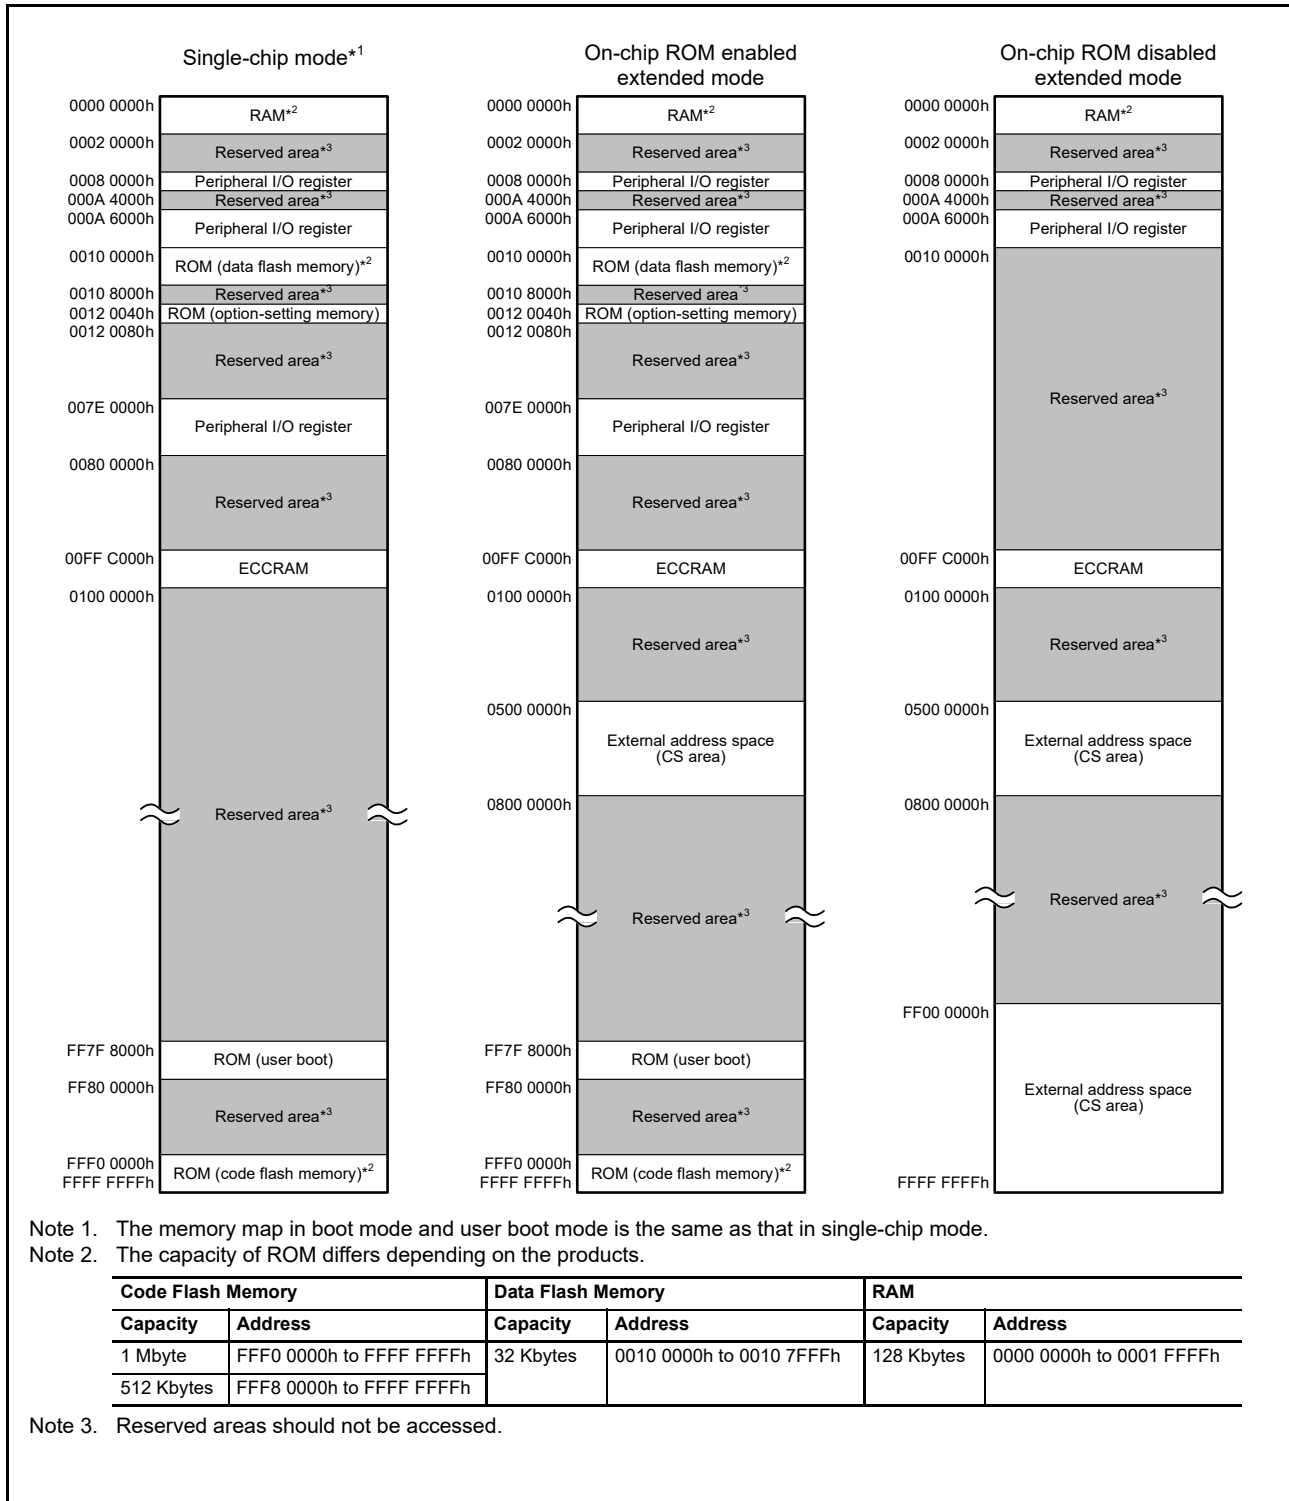 Single-chip mode*1
0000 0000h
RAM*2
0002 0000h
Reserved area*3
0008 0000h
Peripheral I/O register
000A 4000h
Reserved area*3
000A 6000h
Peripheral I/O register
0010 0000h
ROM (data flash memory)*2
0010 8000h
Reserved area*3
0012 0040h
ROM (option-setting memory)
0012 0080h
Reserved area*3
007E 0000h
Peripheral I/O register
0080 0000h
Reserved area*3
00FF C000h
ECCRAM
0100 0000h
Reserved area*3
FF7F 8000h
ROM (user boot)
FF80 0000h
Reserved area*3
FFF0 0000h
ROM (code flash memory)*2
FFFF FFFFh
On-chip ROM enabled
extended mode
0000 0000h
RAM*2
0002 0000h
Reserved area*3
0008 0000h
Peripheral I/O register
000A 4000h
Reserved area*3
000A 6000h
Peripheral I/O register
0010 0000h
ROM (data flash memory)*2
0010 8000h
Reserved area*3
0012 0040h
ROM (option-setting memory)
0012 0080h
Reserved area*3
007E 0000h
Peripheral I/O register
0080 0000h
Reserved area*3
00FF C000h
ECCRAM
0100 0000h
Reserved area*3
0500 0000h
External address space
(CS area)
0800 0000h
Reserved area*3
FF7F 8000h
ROM (user boot)
FF80 0000h
Reserved area*3
FFF0 0000h
ROM (code flash memory)*2
FFFF FFFFh
On-chip ROM disabled
extended mode
0000 0000h
RAM*2
0002 0000h
Reserved area*3
0008 0000h
Peripheral I/O register
000A 4000h
Reserved area*3
000A 6000h
Peripheral I/O register
0010 0000h
Reserved area*3
00FF C000h
ECCRAM
0100 0000h
Reserved area*3
0500 0000h
External address space
(CS area)
0800 0000h
Reserved area*3
FF00 0000h
External address space
(CS area)
FFFF FFFFh
Note 1. The memory map in boot mode and user boot mode is the same as that in single-chip mode.
Note 2. The capacity of ROM differs depending on the products.
Code Flash Memory Data Flash Memory RAM
Capacity Address Capacity Address Capacity Address
1 Mbyte FFF0 0000h to FFFF FFFFh 32 Kbytes 0010 0000h to 0010 7FFFh 128 Kbytes 0000 0000h to 0001 FFFFh
512 Kbytes FFF8 0000h to FFFF FFFFh
Note 3. Reserved areas should not be accessed.